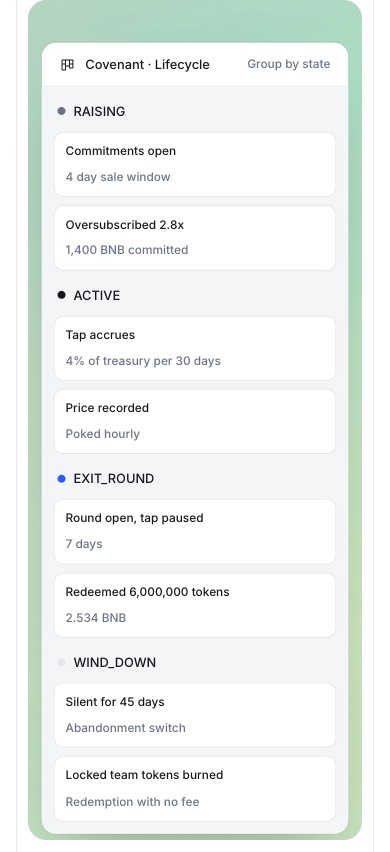 Covenant · Lifecycle Group by state
RAISING
Commitments open
4 day sale window
Oversubscribed 2.8x
1,400 BNB committed
ACTIVE
Tap accrues
4% of treasury per 30 days
Price recorded
Poked hourly
EXIT_ROUND
Round open, tap paused
7 days
Redeemed 6,000,000 tokens
2.534 BNB
WIND_DOWN
Silent for 45 days
Abandonment switch
Locked team tokens burned
Redemption with no fee